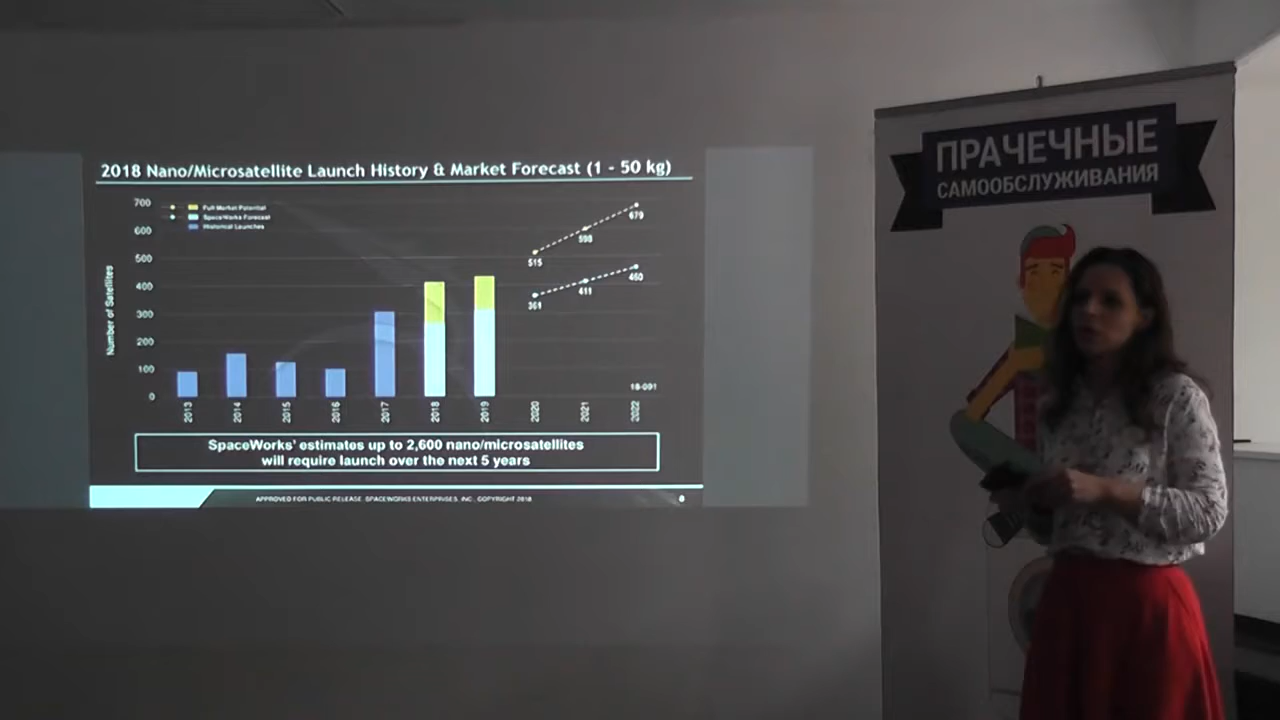 2018 Nano/Microsatellite Launch History & Market Forecast (1 - 50 kg)
Number of Satellites
700
600
500
400
300
200
100
0
Full Market Potential
SpaceWorks Forecast
Historical Launches
515
679
411
460
2013
2014
2015
2016
2017
2018
2019
2020
2021
2022
SpaceWorks' estimates up to 2,600 nano/microsatellites
will require launch over the next 5 years
APPROVED FOR PUBLIC RELEASE. SPACEWORKS ENTERPRISES, INC., COPYRIGHT 2018
8
ПРАЧЕЧНЫЕ
САМООБСЛУЖИВАНИЯ